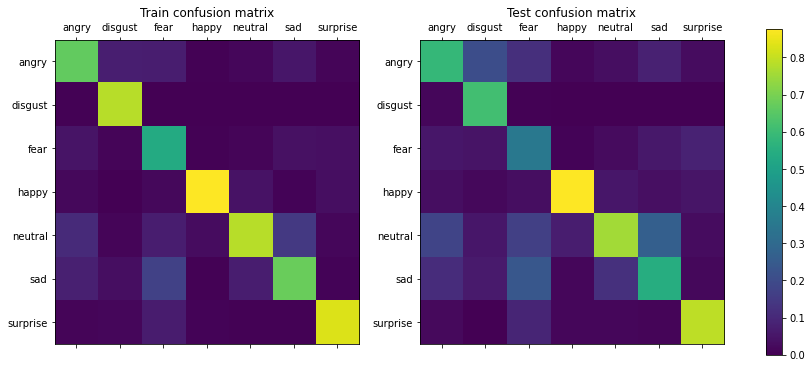 Train confusion matrix
angry disgust fear happy neutral sad surprise
angry
disgust
fear
happy
neutral
sad
surprise
Test confusion matrix
angry disgust fear happy neutral sad surprise
angry
disgust
fear
happy
neutral
sad
surprise
0.8
0.7
0.6
0.5
0.4
0.3
0.2
0.1
0.0